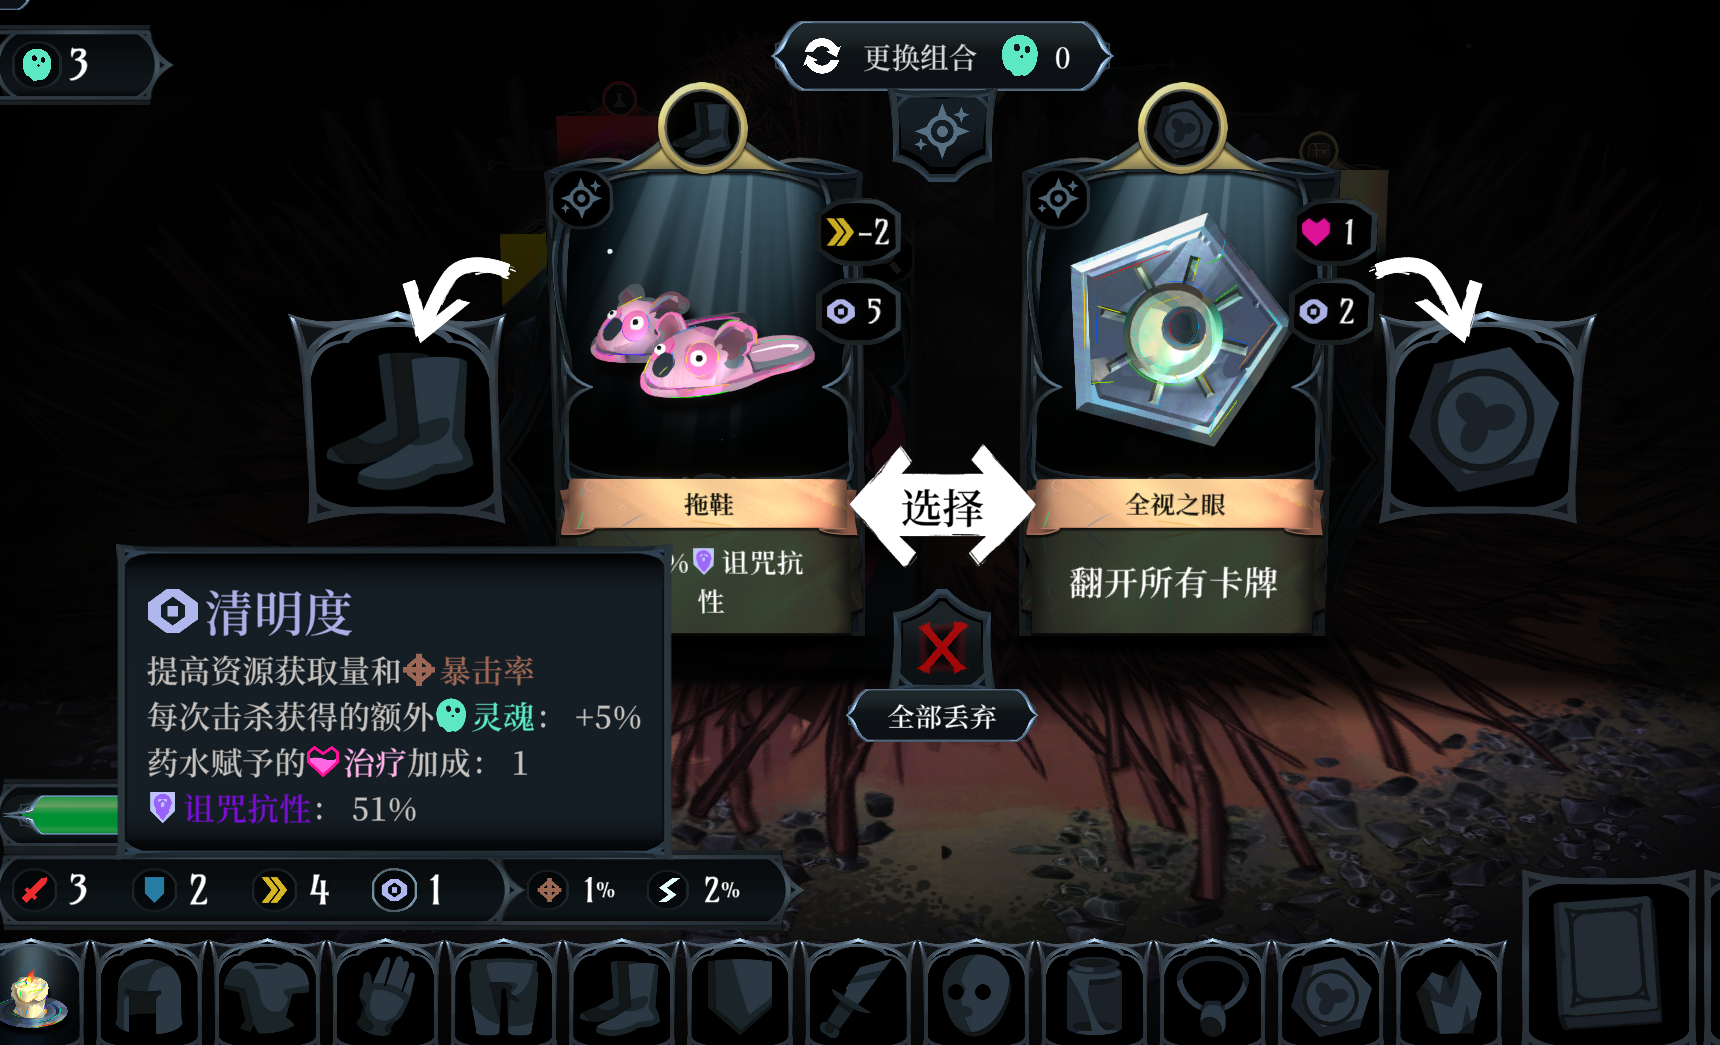 3
更换组合 0
-2
5
1
2
拖鞋
选择
全视之眼
%诅咒抗
性
翻开所有卡牌
清明度
提高资源获取量和暴击率
每次击杀获得的额外灵魂： +5%
药水赋予的治疗加成： 1
诅咒抗性： 51%
全部丢弃
3 2 4 1 1% 2%